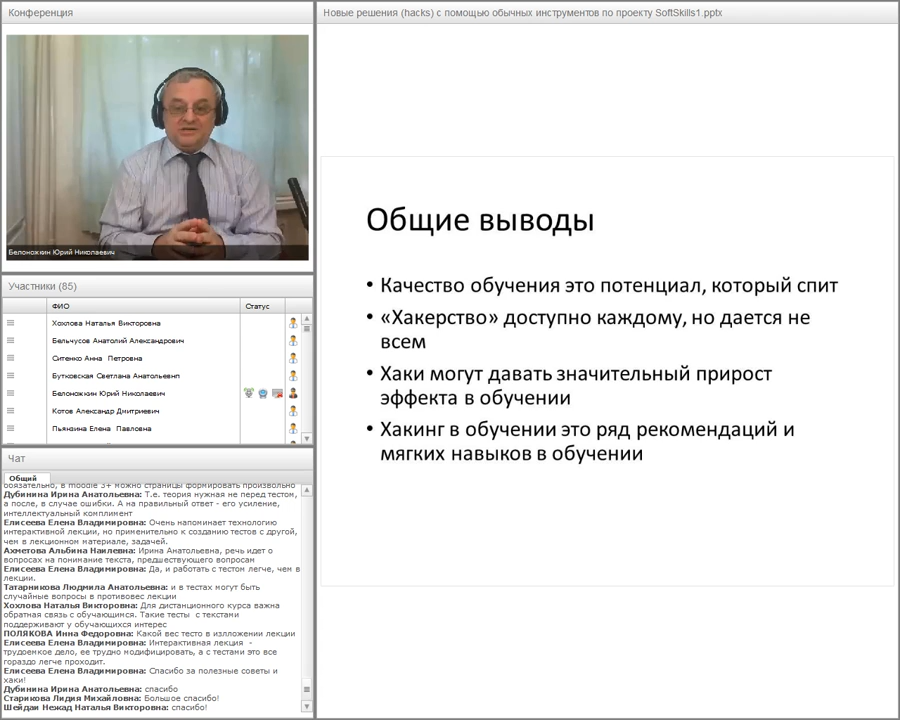 Конференция
Белоножкин Юрий Николаевич
Участники (85)
ФИО Статус
Хохлова Наталья Викторовна
Бельчусов Анатолий Александрович
Ситенко Анна Петровна
Бутковская Светлана Анатольевнп
Белоножкин Юрий Николаевич
Котов Александр Дмитриевич
Пьянзина Елена Павловна
Чат
Общий
обязательно, в moodle 3+ можно страницы формировать произвольно
Дубинина Ирина Анатольевна: Т.е. теория нужная не перед тестом,
а после, в случае ошибки. А на правильный ответ - его усиление,
интеллектуальный комплимент
Елисеева Елена Владимировна: Очень напоминает технологию
интерактивной лекции, но применительно к созданию тестов с другой,
чем в лекционном материале, задачей.
Ахметова Альбина Наилевна: Ирина Анатольевна, речь идет о
вопросах на понимание текста, предшествующего вопросам
Елисеева Елена Владимировна: Да, и работать с тестом легче, чем в
лекции.
Татарникова Людмила Анатольевна: и в тестах могут быть
случайные вопросы в противовес лекции
Хохлова Наталья Викторовна: Для дистанционного курса важна
обратная связь с обучающимся. Такие тесты с текстами
поддерживают у обучающихся интерес
ПОЛЯКОВА Инна Федоровна: Какой вес тесто в излложении лекции
Елисеева Елена Владимировна: Интерактивная лекция -
трудоемкое дело, ее трудно модифицировать, а с тестами это все
гораздо легче проходит.
Елисеева Елена Владимировна: Спасибо за полезные советы и
хаки!
Дубинина Ирина Анатольевна: спасибо
Старикова Лидия Михайловна: Большое спасибо!
Шейдаи Нежад Наталья Викторовна: спасибо!
Новые решения (hacks) с помощью обычных инструментов по проекту SoftSkills1.pptx
Общие выводы
• Качество обучения это потенциал, который спит
• «Хакерство» доступно каждому, но дается не
всем
• Хаки могут давать значительный прирост
эффекта в обучении
• Хакинг в обучении это ряд рекомендаций и
мягких навыков в обучении